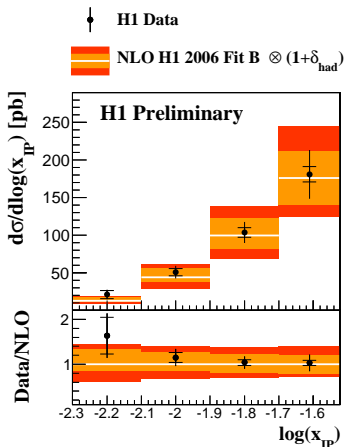 H1 Data
NLO H1 2006 Fit B ⊗ (1+δhad)
H1 Preliminary
dσ/dlog(xIP) [pb]
300
250
200
150
100
50
Data/NLO
2
1
-2.3 -2.2 -2.1 -2 -1.9 -1.8 -1.7 -1.6
log(xIP)